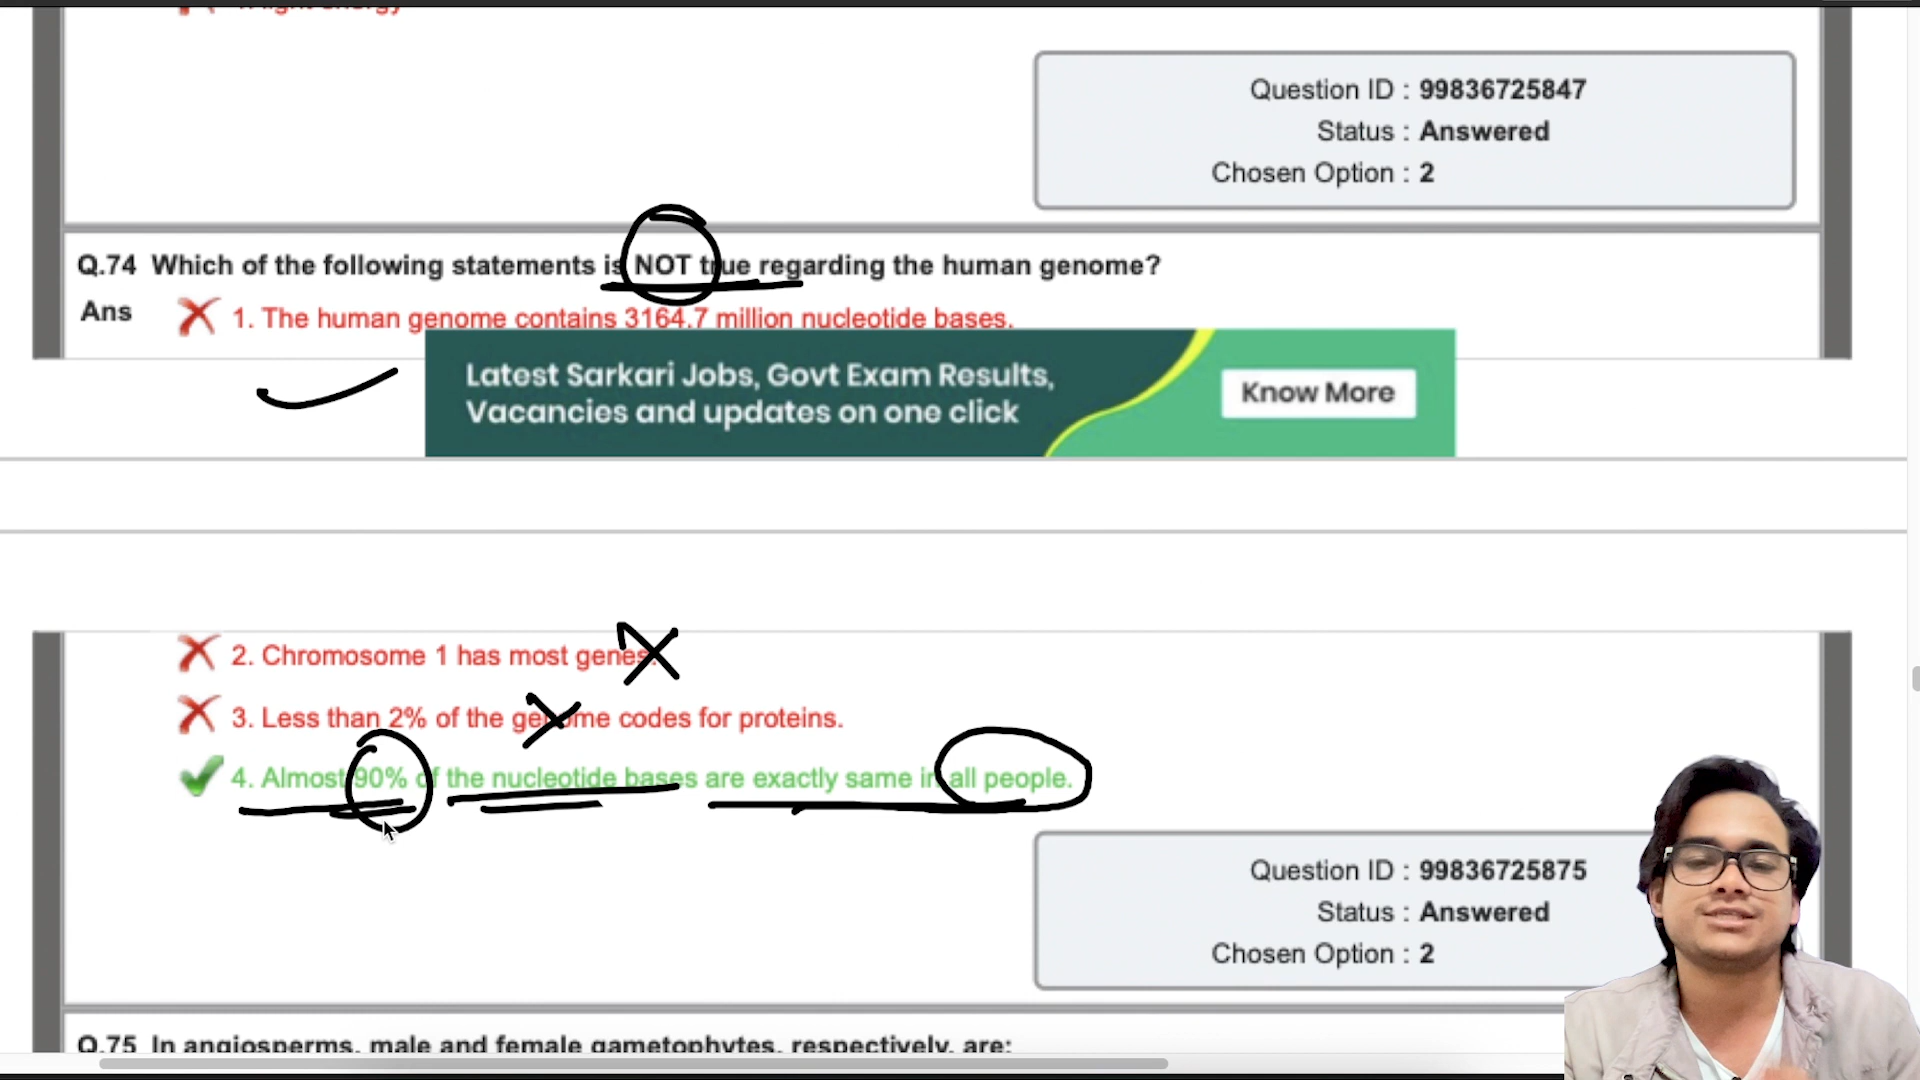 Question ID : 99836725847
Status : Answered
Chosen Option : 2
Q.74 Which of the following statements is NOT true regarding the human genome?
Ans 1. The human genome contains 3164.7 million nucleotide bases.
Latest Sarkari Jobs, Govt Exam Results,
Vacancies and updates on one click
Know More
2. Chromosome 1 has most genes.
3. Less than 2% of the genome codes for proteins.
4. Almost 90% of the nucleotide bases are exactly same in all people.
Question ID : 99836725875
Status : Answered
Chosen Option : 2
Q.75 In angiosperms, male and female gametophytes, respectively, are: